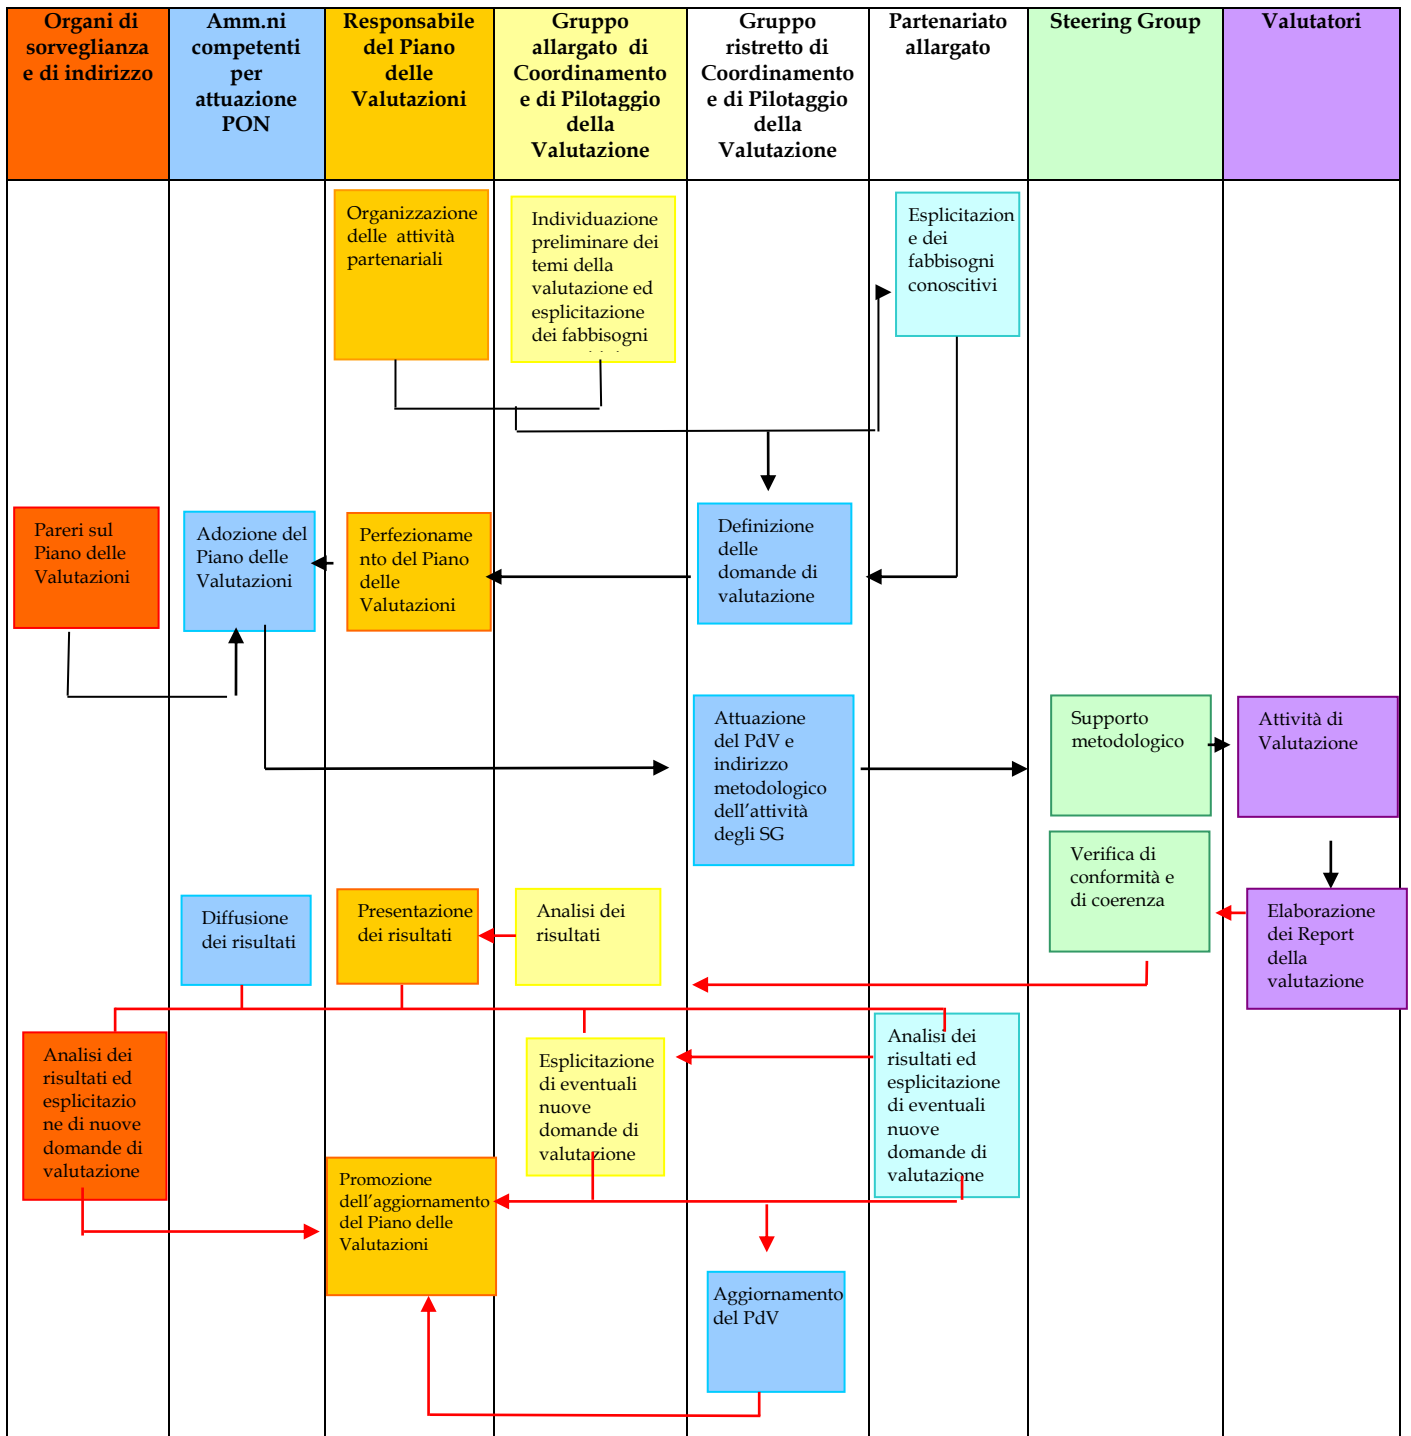 Organi di
sorveglianza
e di indirizzo
Amm.ni
competenti
per
attuazione
PON
Responsabile
del Piano
delle
Valutazioni
Gruppo
allargato di
Coordinamento
e di Pilotaggio
della
Valutazione
Gruppo
ristretto di
Coordinamento
e di Pilotaggio
della
Valutazione
Partenariato
allargato
Steering Group
Valutatori
Organizzazione
delle attività
partenariali
Individuazione
preliminare dei
temi della
valutazione ed
esplicitazione
dei fabbisogni
Esplicitazion
e dei
fabbisogni
conoscitivi
Pareri sul
Piano delle
Valutazioni
Adozione del
Piano delle
Valutazioni
Perfezioname
nto del Piano
delle
Valutazioni
Definizione
delle
domande di
valutazione
Attuazione
del PdV e
indirizzo
metodologico
dell’attività
degli SG
Supporto
metodologico
Attività di
Valutazione
Verifica di
conformità e
di coerenza
Elaborazione
dei Report
della
valutazione
Diffusione
dei risultati
Presentazione
dei risultati
Analisi dei
risultati
Analisi dei
risultati ed
esplicitazio
ne di nuove
domande di
valutazione
Esplicitazione
di eventuali
nuove
domande di
valutazione
Analisi dei
risultati ed
esplicitazione
di eventuali
nuove
domande di
valutazione
Promozione
dell’aggiornamento
del Piano delle
Valutazioni
Aggiornamento
del PdV